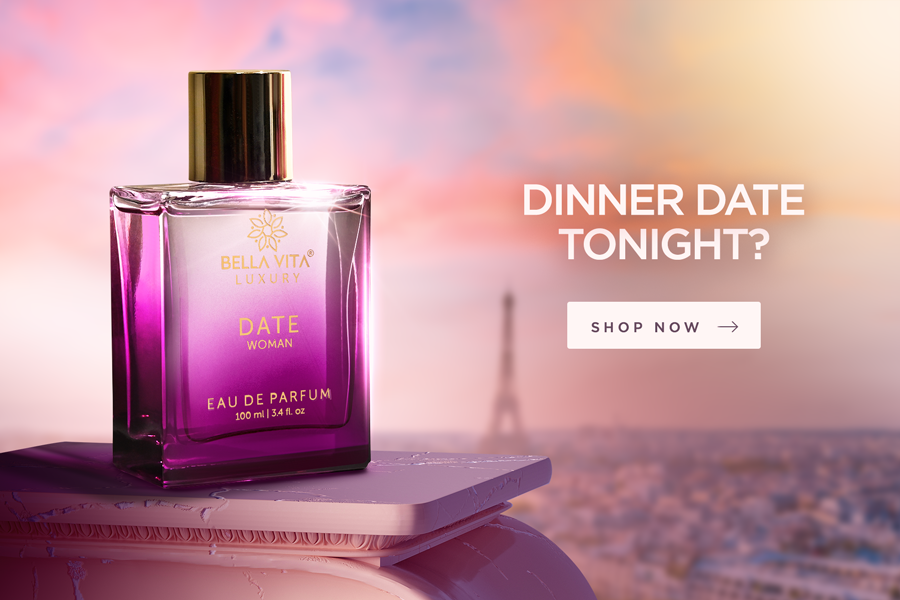 BELLA VITA®
LUXURY
DATE
WOMAN
EAU DE PARFUM
100 ml | 3.4 fl. oz
DINNER DATE
TONIGHT?
SHOP NOW →